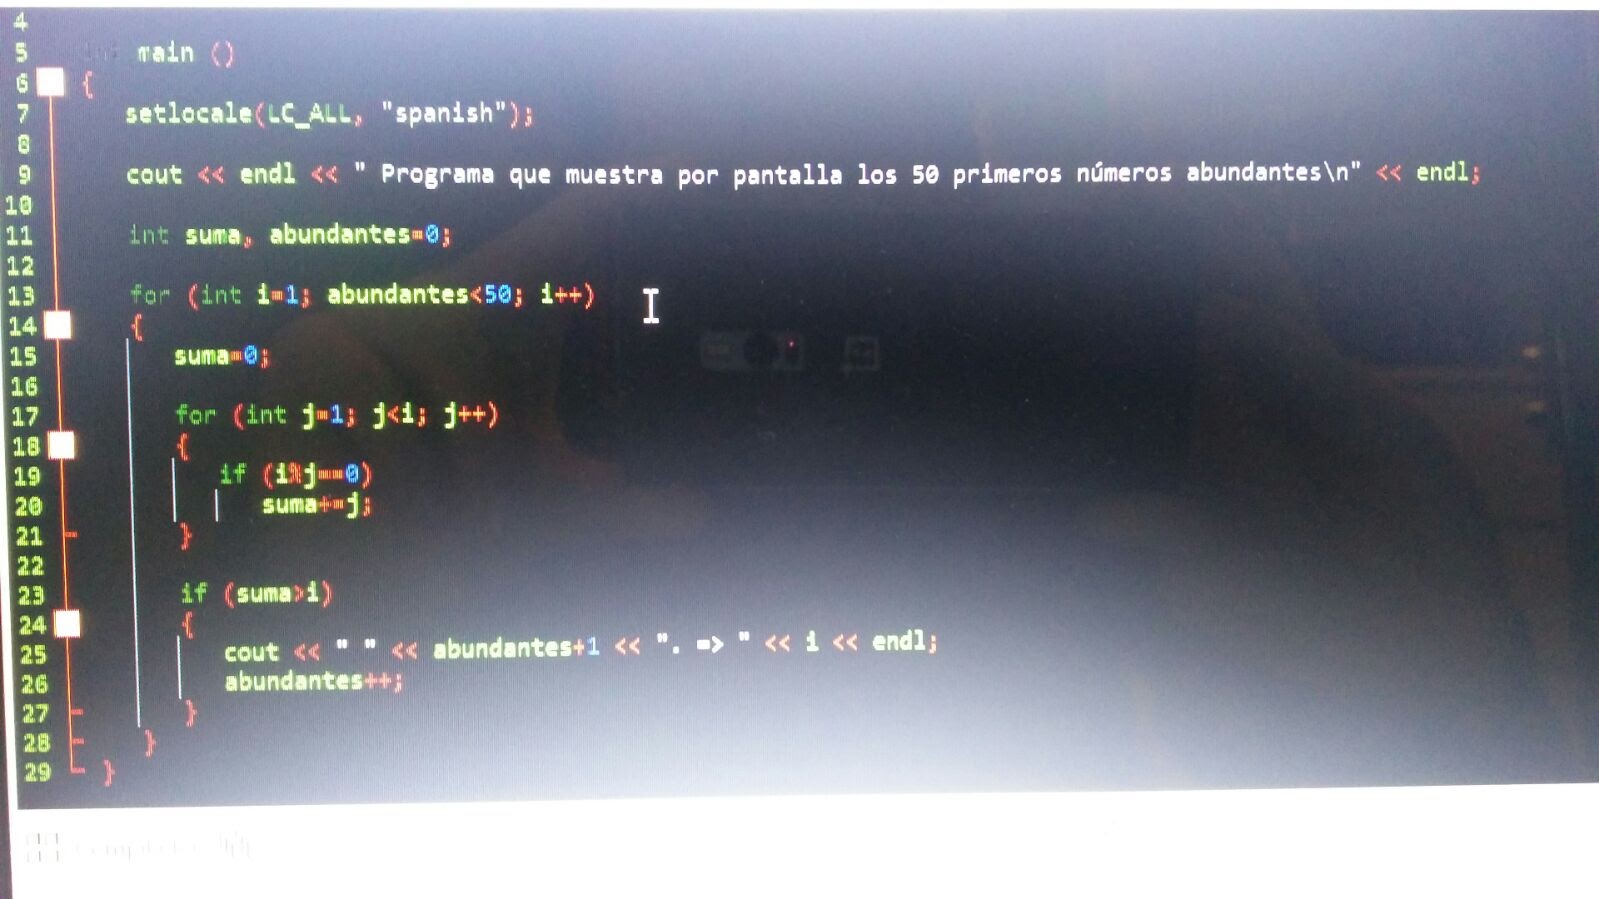 4
5 int main ()
6 {
7 setlocale(LC_ALL, "spanish");
8
9 cout << endl << " Programa que muestra por pantalla los 50 primeros números abundantes\n" << endl;
10
11 int suma, abundantes=0;
12
13 for (int i=1; abundantes<50; i++)
14 {
15 suma=0;
16
17 for (int j=1; j<i; j++)
18 {
19 if (i%j==0)
20 suma+=j;
21 }
22
23 if (suma>i)
24 {
25 cout << " " << abundantes+1 << ". => " << i << endl;
26 abundantes++;
27 }
28 }
29 }